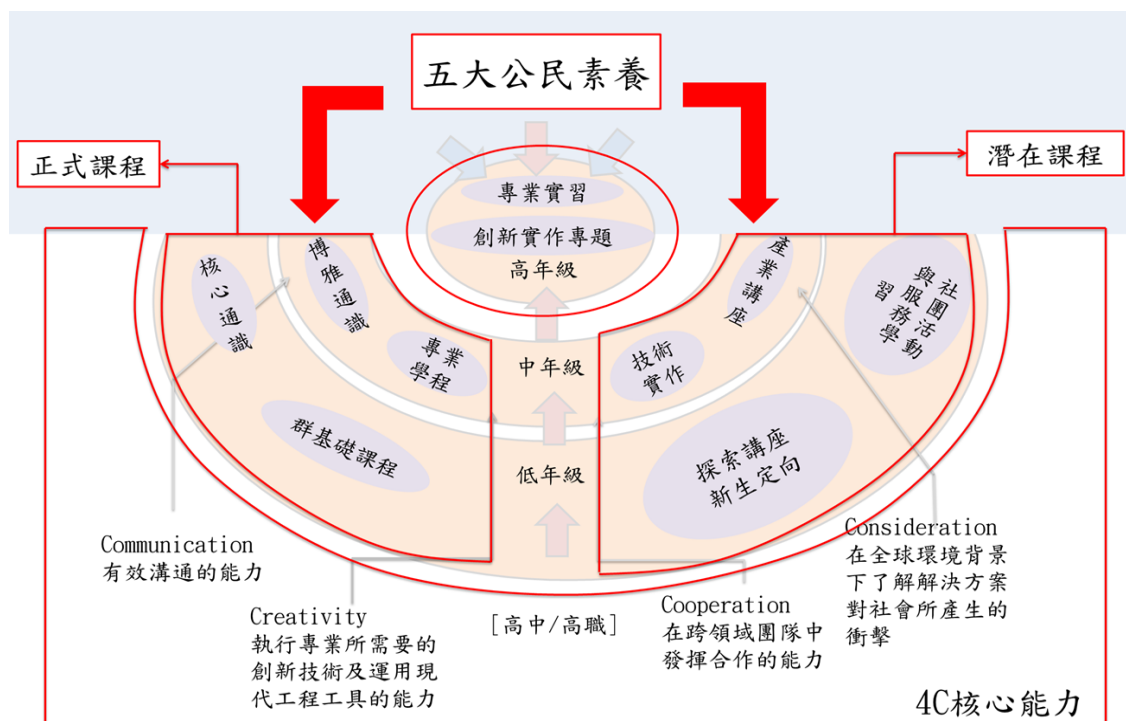 五大公民素養
正式課程
潛在課程
專業實習
創新實作專題
高年級
核心通識
博雅通識
專業
學程
群基礎課程
中年級
低年級
產業講座
社團活動
與服務學
習
技術
實作
探索講座
新生定向
Communication
有效溝通的能力
Creativity
執行專業所需要的
創新技術及運用現
代工程工具的能力
[高中/高職]
Cooperation
在跨領域團隊中
發揮合作的能力
Consideration
在全球環境背景
下了解解決方案
對社會所產生的
衝擊
4C核心能力